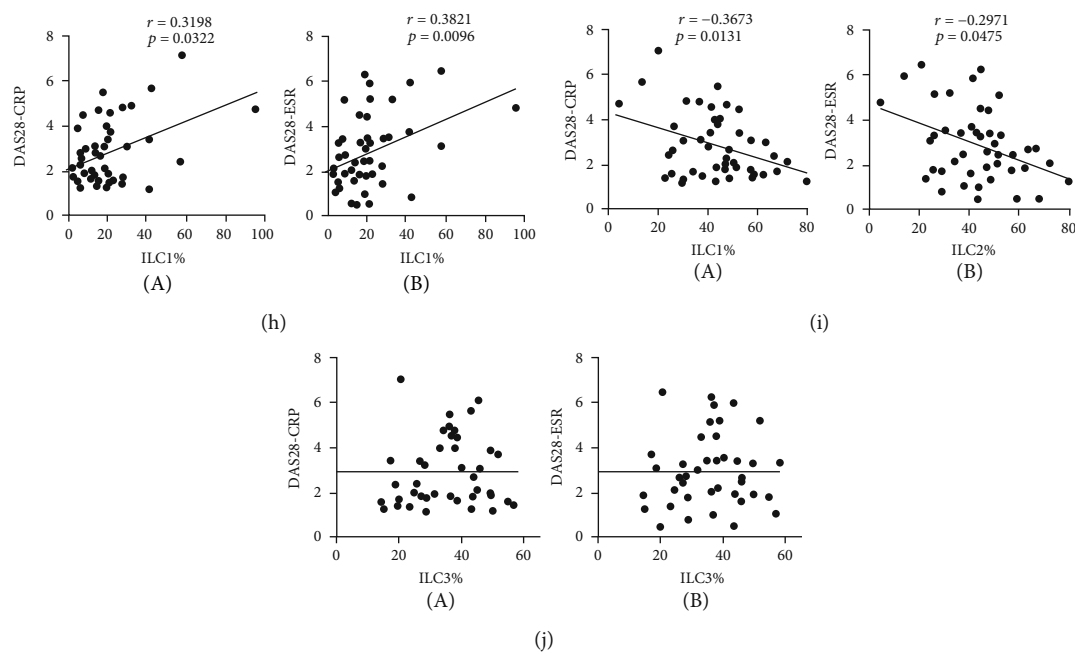 r = 0.3198
p = 0.0322
8
6
4
2
0
DAS28-CRP
0 20 40 60 80 100
ILC1%
(A)
r = 0.3821
p = 0.0096
8
6
4
2
0
DAS28-ESR
0 20 40 60 80 100
ILC1%
(B)
(h)
r = −0.3673
p = 0.0131
8
6
4
2
0
DAS28-CRP
0 20 40 60 80
ILC1%
(A)
r = −0.2971
p = 0.0475
8
6
4
2
0
DAS28-ESR
0 20 40 60 80
ILC2%
(B)
(i)
8
6
4
2
0
DAS28-CRP
0 20 40 60
ILC3%
(A)
8
6
4
2
0
DAS28-ESR
0 20 40 60
ILC3%
(B)
(j)